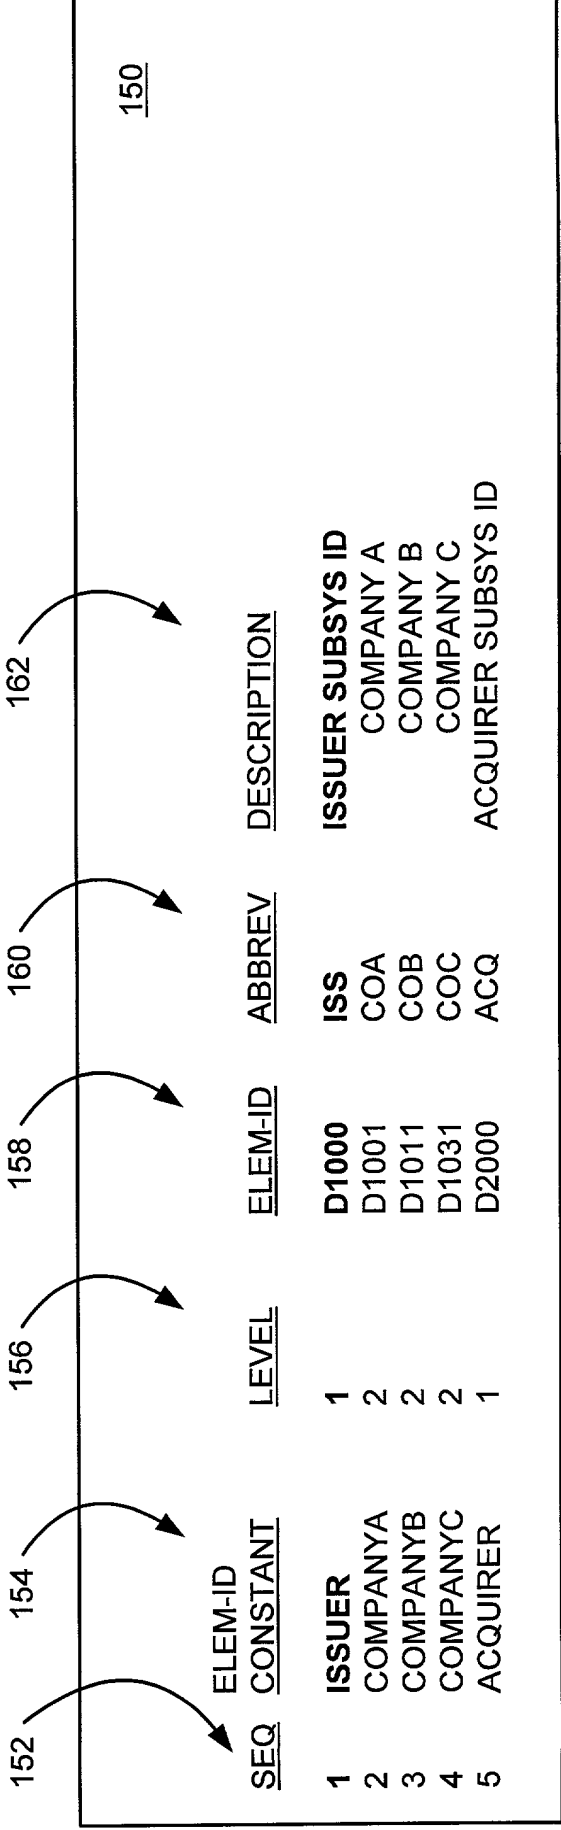 152 154 156 158 160 162
150
ELEM-ID
SEQ CONSTANT LEVEL ELEM-ID ABBREV DESCRIPTION
1 ISSUER 1 D1000 ISS ISSUER SUBSYS ID
2 COMPANYA 2 D1001 COA COMPANY A
3 COMPANYB 2 D1011 COB COMPANY B
4 COMPANYC 2 D1031 COC COMPANY C
5 ACQUIRER 1 D2000 ACQ ACQUIRER SUBSYS ID